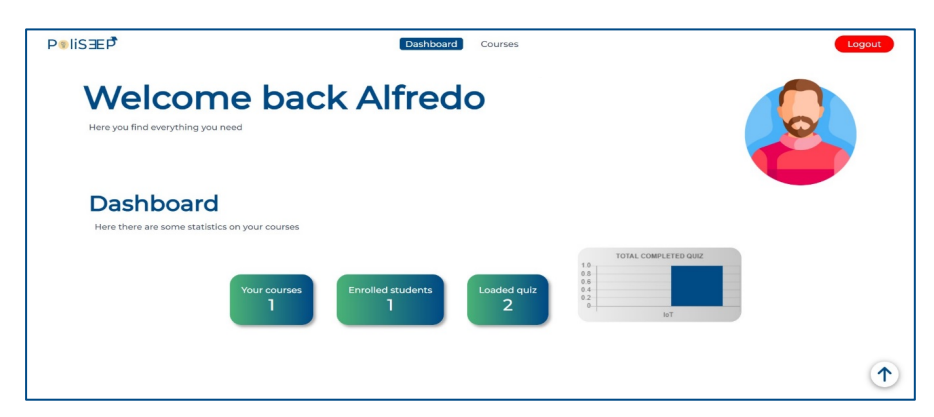 PoliSEEP
Dashboard
Courses
Logout
Welcome back Alfredo
Here you find everything you need
Dashboard
Here there are some statistics on your courses
Your courses
1
Enrolled students
1
Loaded quiz
2
TOTAL COMPLETED QUIZ
1.0
0.8
0.6
0.4
0.2
0
IoT